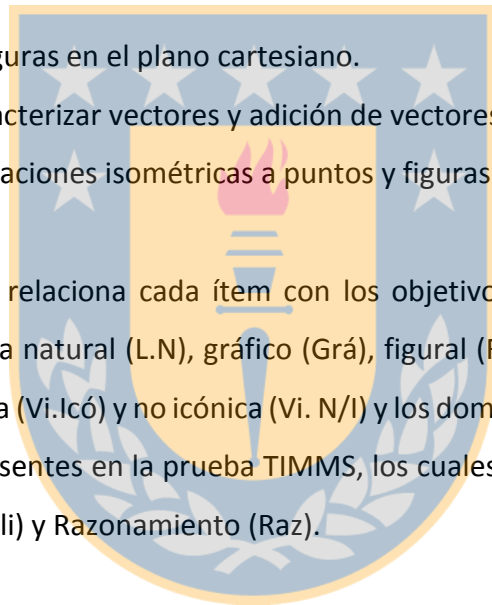 guras en el plano cartesiano.
acterizar vectores y adición de vectores
aciones isométricas a puntos y figuras
relaciona cada ítem con los objetivo
a natural (L.N), gráfico (Grá), figural (F
a (Vi.Icó) y no icónica (Vi. N/I) y los dom
sentes en la prueba TIMMS, los cuales
li) y Razonamiento (Raz).